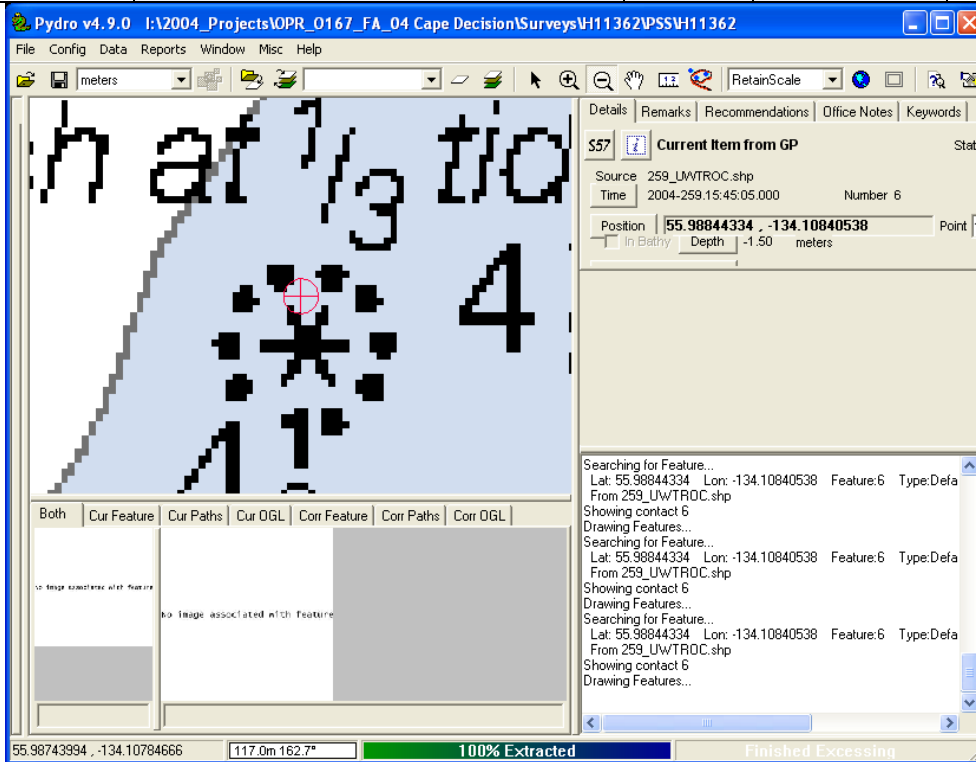 Pydro v4.9.0 I:\2004_Projects\OPR_O167_FA_04 Cape Decision\Surveys\H11362\PSS\H11362
File Config Data Reports Window Misc Help
meters RetainScale
hat 1/3 tid
4
Details Remarks Recommendations Office Notes Keywords
S57 i Current Item from GP Stat
Source 259_UWTROC.shp
Time 2004-259.15:45:05.000 Number 6
Position 55.98844334 , -134.10840538 Point
In Bathy Depth -1.50 meters
Searching for Feature...
Lat: 55.98844334 Lon: -134.10840538 Feature:6 Type:Defa
From 259_UWTROC.shp
Showing contact 6
Drawing Features...
Searching for Feature...
Lat: 55.98844334 Lon: -134.10840538 Feature:6 Type:Defa
From 259_UWTROC.shp
Showing contact 6
Drawing Features...
Searching for Feature...
Lat: 55.98844334 Lon: -134.10840538 Feature:6 Type:Defa
From 259_UWTROC.shp
Showing contact 6
Drawing Features...
Both Cur Feature Cur Paths Cur OGL Corr Feature Corr Paths Corr OGL
No image associated with feature
No image associated with feature
55.98743994 , -134.10784666 117.0m 162.7° 100% Extracted Finished Excessing